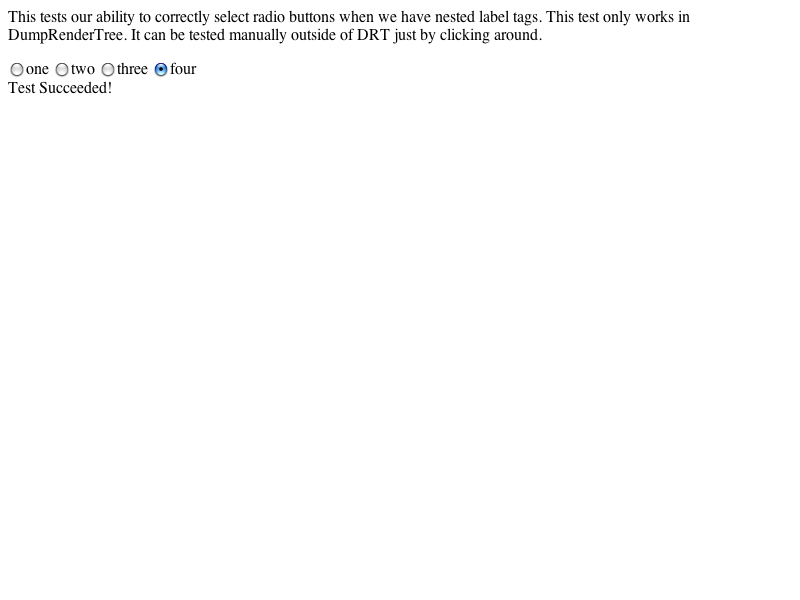 This tests our ability to correctly select radio buttons when we have nested label tags. This test only works in
DumpRenderTree. It can be tested manually outside of DRT just by clicking around.
one two three four
Test Succeeded!